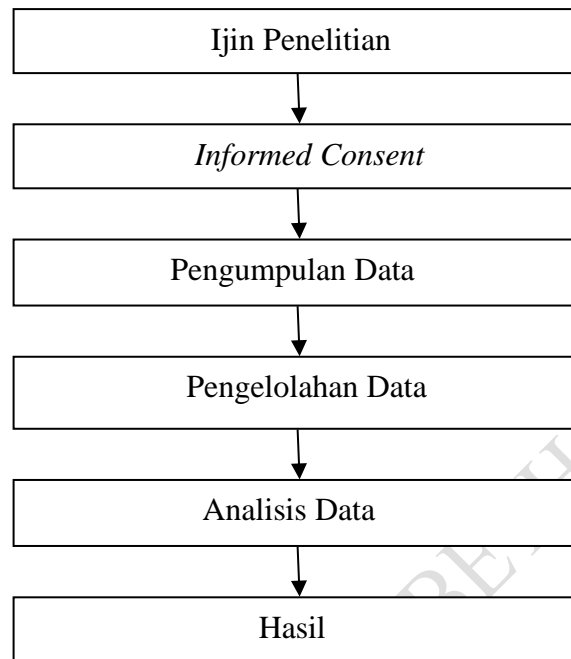 Ijin Penelitian
Informed Consent
Pengumpulan Data
Pengelolahan Data
Analisis Data
Hasil